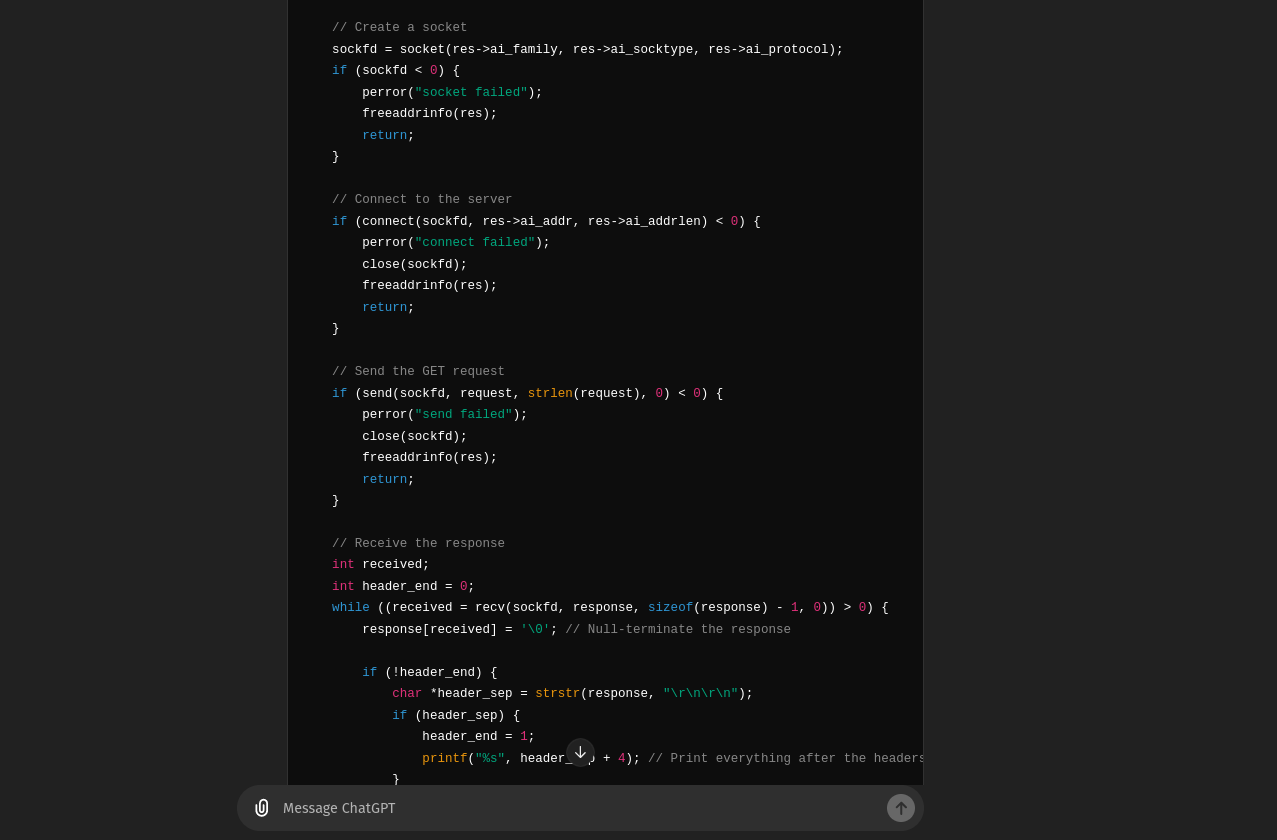 // Create a socket
sockfd = socket(res->ai_family, res->ai_socktype, res->ai_protocol);
if (sockfd < 0) {
    perror("socket failed");
    freeaddrinfo(res);
    return;
}

// Connect to the server
if (connect(sockfd, res->ai_addr, res->ai_addrlen) < 0) {
    perror("connect failed");
    close(sockfd);
    freeaddrinfo(res);
    return;
}

// Send the GET request
if (send(sockfd, request, strlen(request), 0) < 0) {
    perror("send failed");
    close(sockfd);
    freeaddrinfo(res);
    return;
}

// Receive the response
int received;
int header_end = 0;
while ((received = recv(sockfd, response, sizeof(response) - 1, 0)) > 0) {
    response[received] = '\0'; // Null-terminate the response

    if (!header_end) {
        char *header_sep = strstr(response, "\r\n\r\n");
        if (header_sep) {
            header_end = 1;
            printf("%s", header_sep + 4); // Print everything after the headers
        }
Message ChatGPT